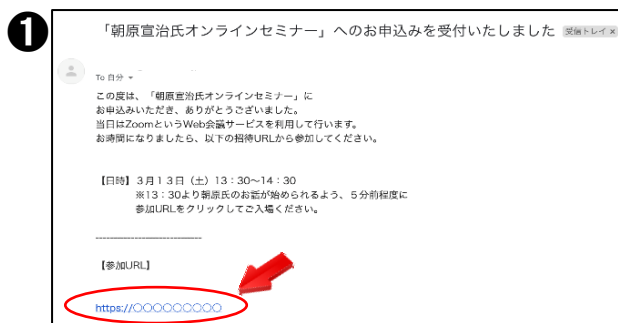 ❶
「朝原宣治氏オンラインセミナー」へのお申込みを受付いたしました 受信トレイ ×
To 自分
この度は、「朝原宣治氏オンラインセミナー」に
お申込みいただき、ありがとうございました。
当日はZoomというWeb会議サービスを利用して行います。
お時間になりましたら、以下の招待URLから参加してください。
【日時】３月１３日（土）13：30～14：30
※13：30より朝原氏のお話が始められるよう、５分前程度に
参加URLをクリックしてご入場ください。
----------------------------
【参加URL】
https://〇〇〇〇〇〇〇〇〇